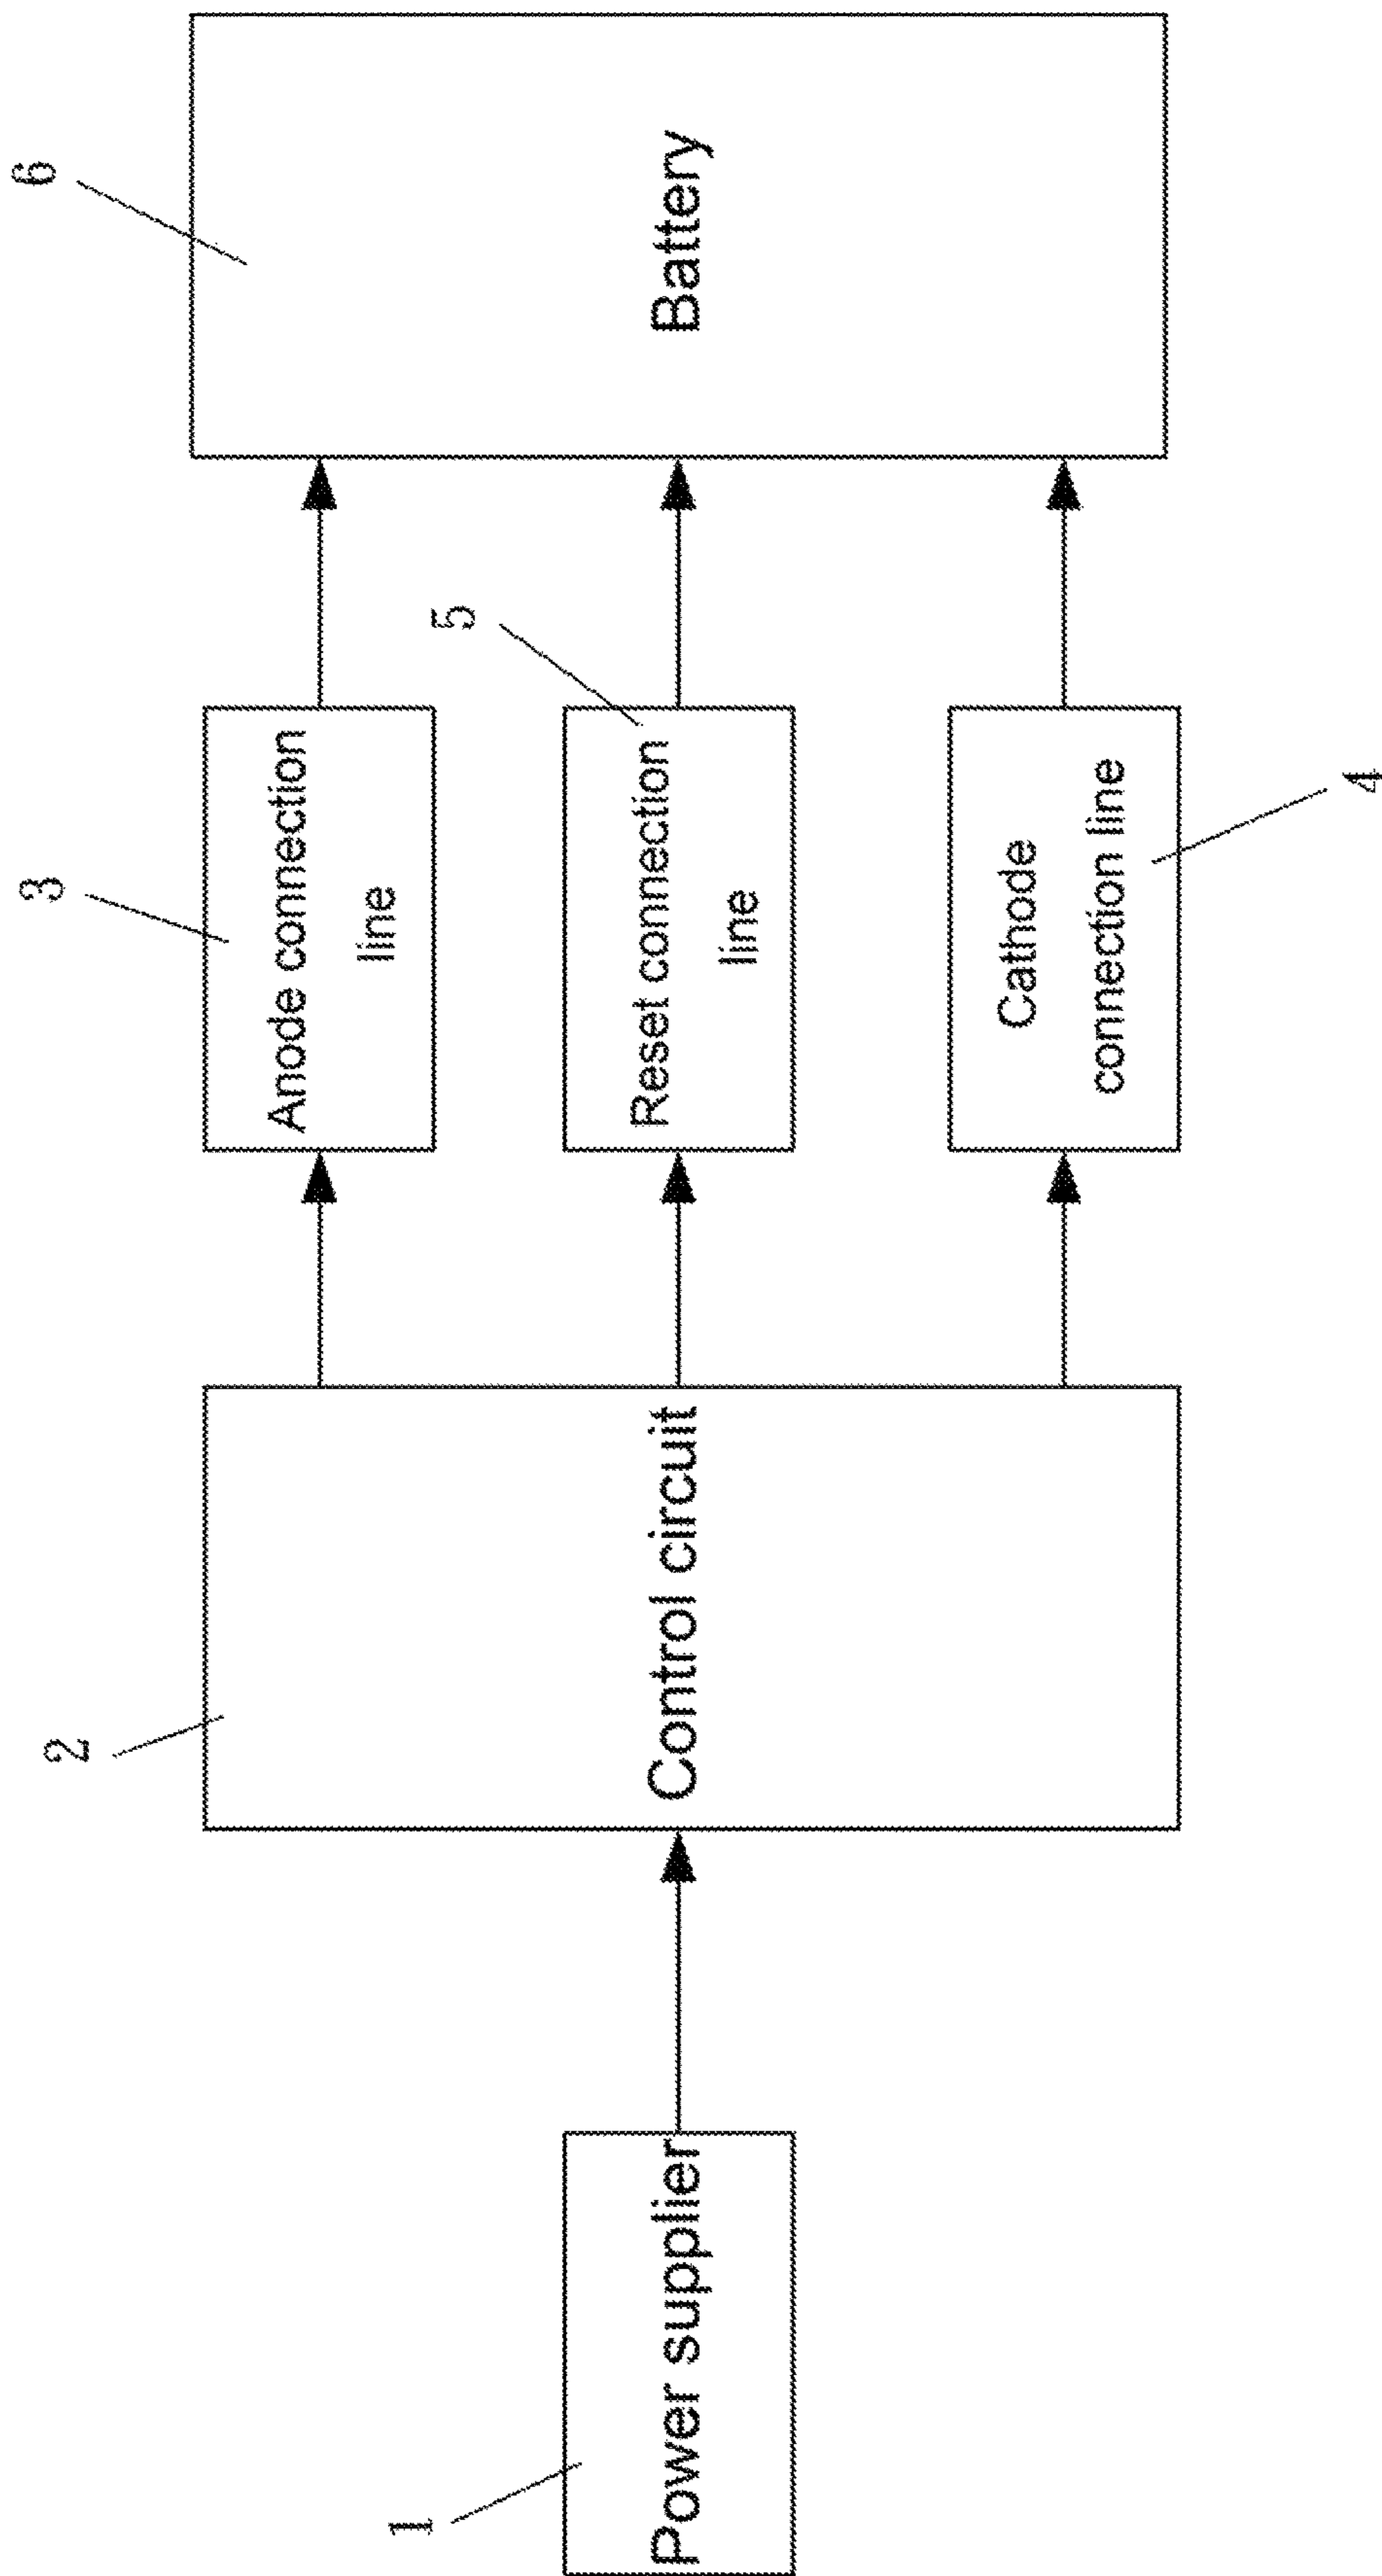 1
Power supplier
2
Control circuit
3
Anode connection
line
5
Reset connection
line
Cathode
connection line
4
6
Battery